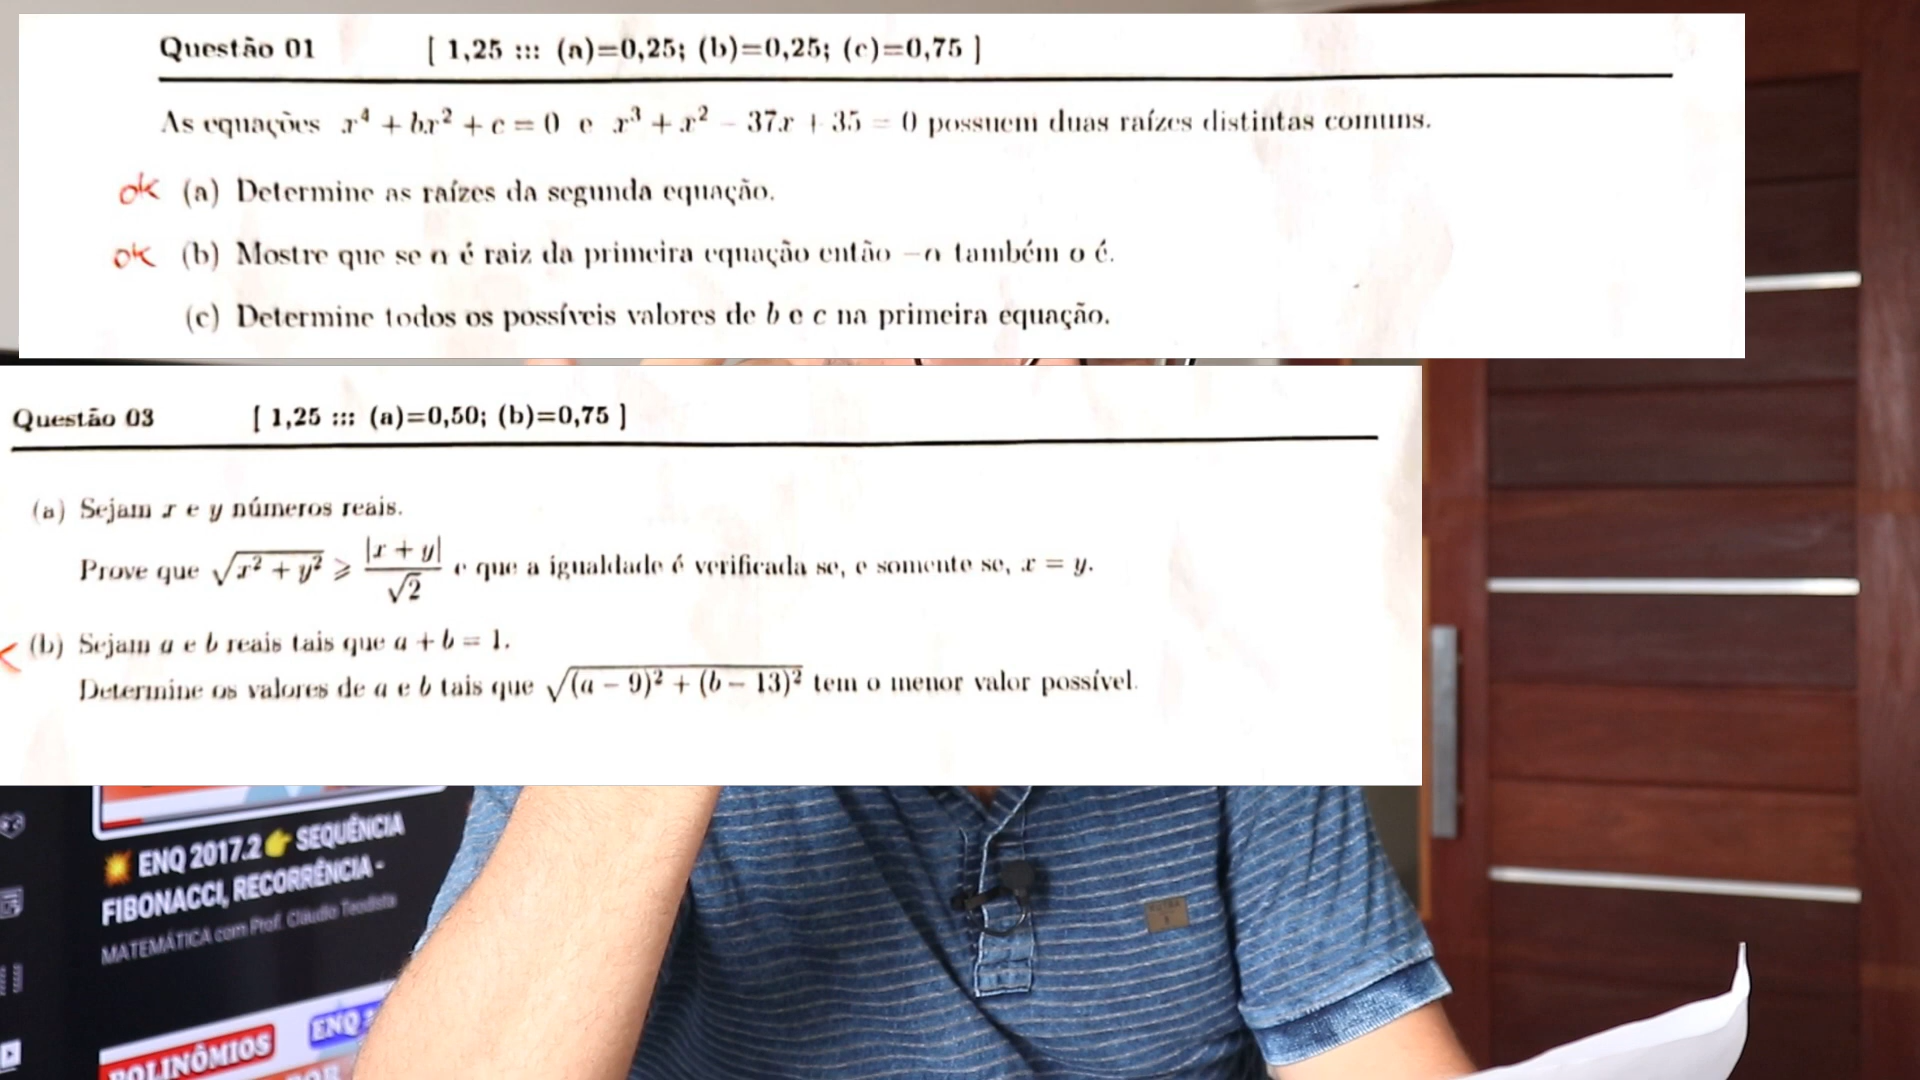 Questão 01 [ 1,25 ::: (a)=0,25; (b)=0,25; (c)=0,75 ]
As equações x⁴ + bx² + c = 0 e x³ + x² − 37x + 35 = 0 possuem duas raízes distintas comuns.
ok (a) Determine as raízes da segunda equação.
ok (b) Mostre que se α é raiz da primeira equação então −α também o é.
(c) Determine todos os possíveis valores de b e c na primeira equação.
Questão 03 [ 1,25 ::: (a)=0,50; (b)=0,75 ]
(a) Sejam x e y números reais.
Prove que √(x² + y²) ⩾ |x + y|/√2 e que a igualdade é verificada se, e somente se, x = y.
(b) Sejam a e b reais tais que a + b = 1.
Determine os valores de a e b tais que √((a − 9)² + (b − 13)²) tem o menor valor possível.
💥 ENQ 2017.2 👉 SEQUÊNCIA
FIBONACCI, RECORRÊNCIA -
MATEMÁTICA com Prof. Cláudio Teodista
POLINÔMIOS ENQ